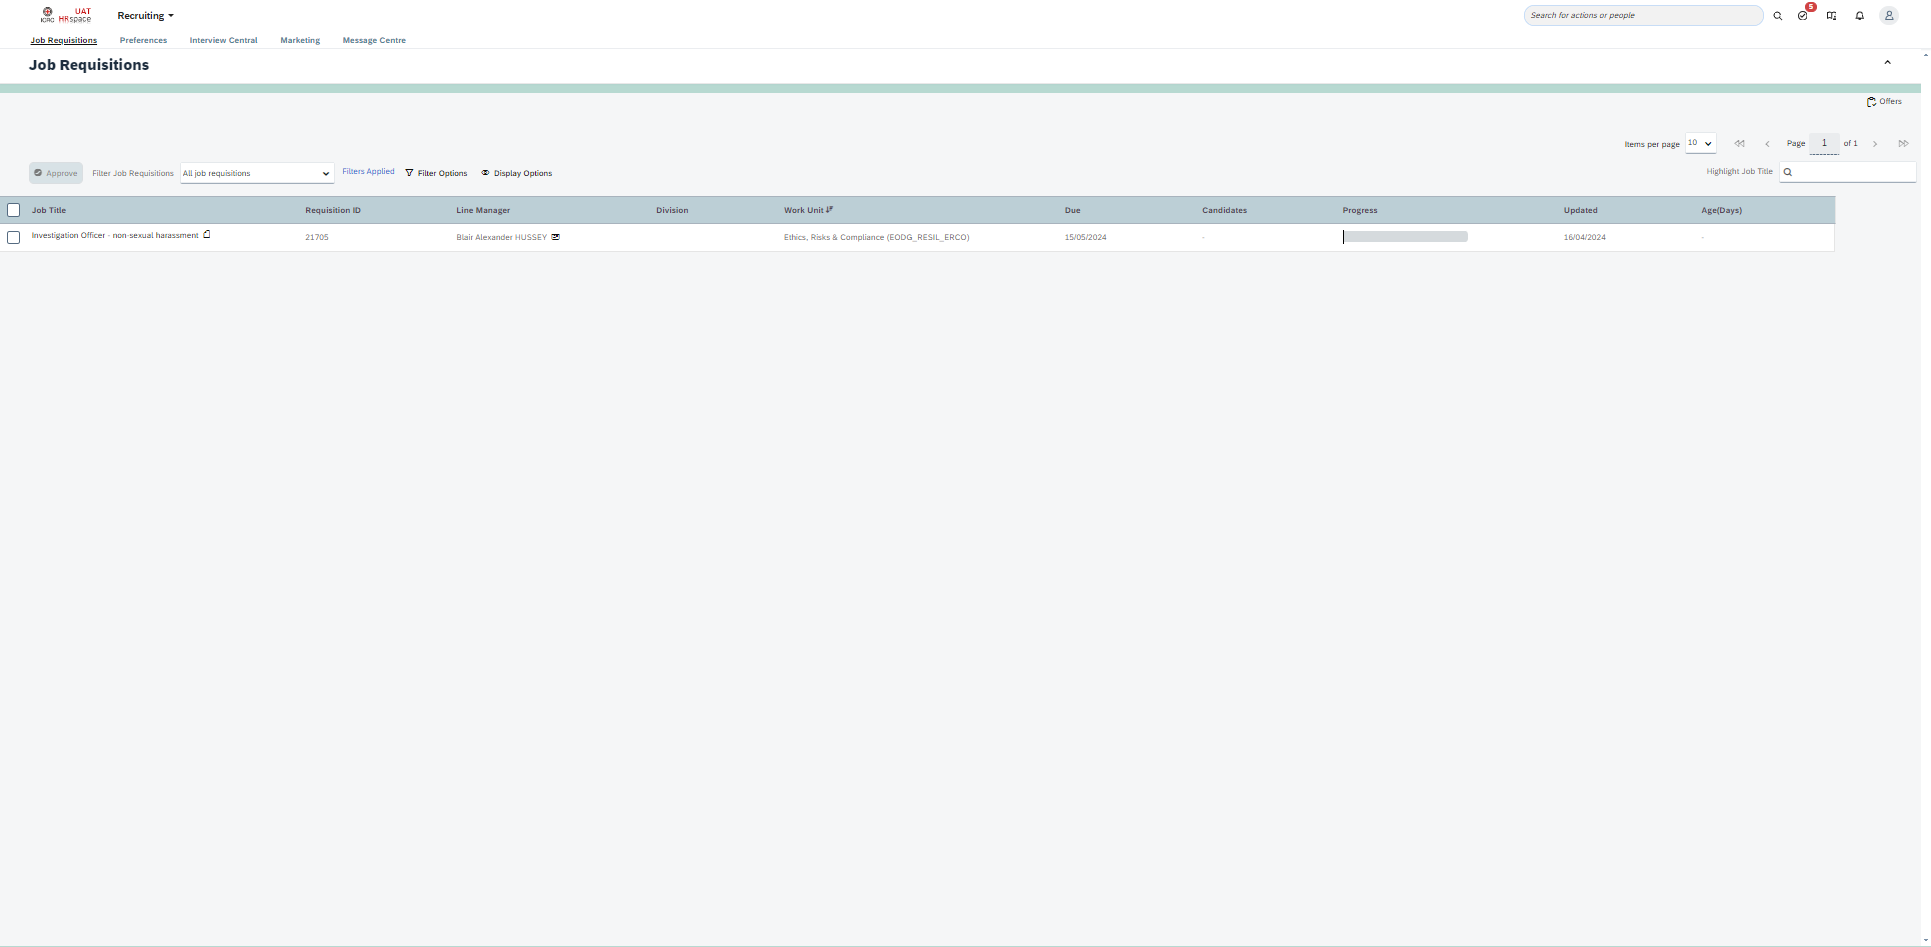 UAT
ICRC HRspace
Recruiting
Search for actions or people
5
Job Requisitions
Preferences
Interview Central
Marketing
Message Centre
Job Requisitions
Offers
Items per page 10
Page 1 of 1
Approve
Filter Job Requisitions
All job requisitions
Filters Applied
Filter Options
Display Options
Highlight Job Title
Job Title
Requisition ID
Line Manager
Division
Work Unit
Due
Candidates
Progress
Updated
Age(Days)
Investigation Officer - non-sexual harassment
21705
Blair Alexander HUSSEY
Ethics, Risks & Compliance (EODG_RESIL_ERCO)
15/05/2024
-
16/04/2024
-